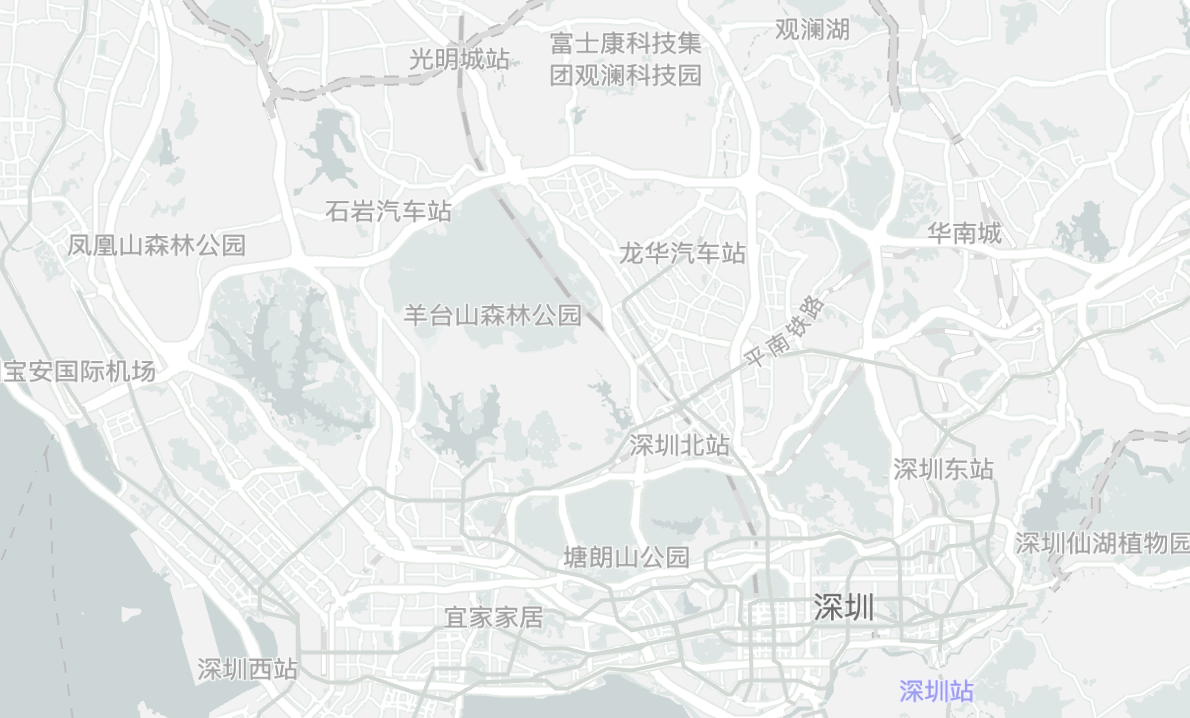 观澜湖
富士康科技集
团观澜科技园
光明城站
石岩汽车站
华南城
凤凰山森林公园
龙华汽车站
羊台山森林公园
平南铁路
宝安国际机场
深圳北站
深圳东站
深圳仙湖植物园
塘朗山公园
深圳
宜家家居
深圳西站
深圳站